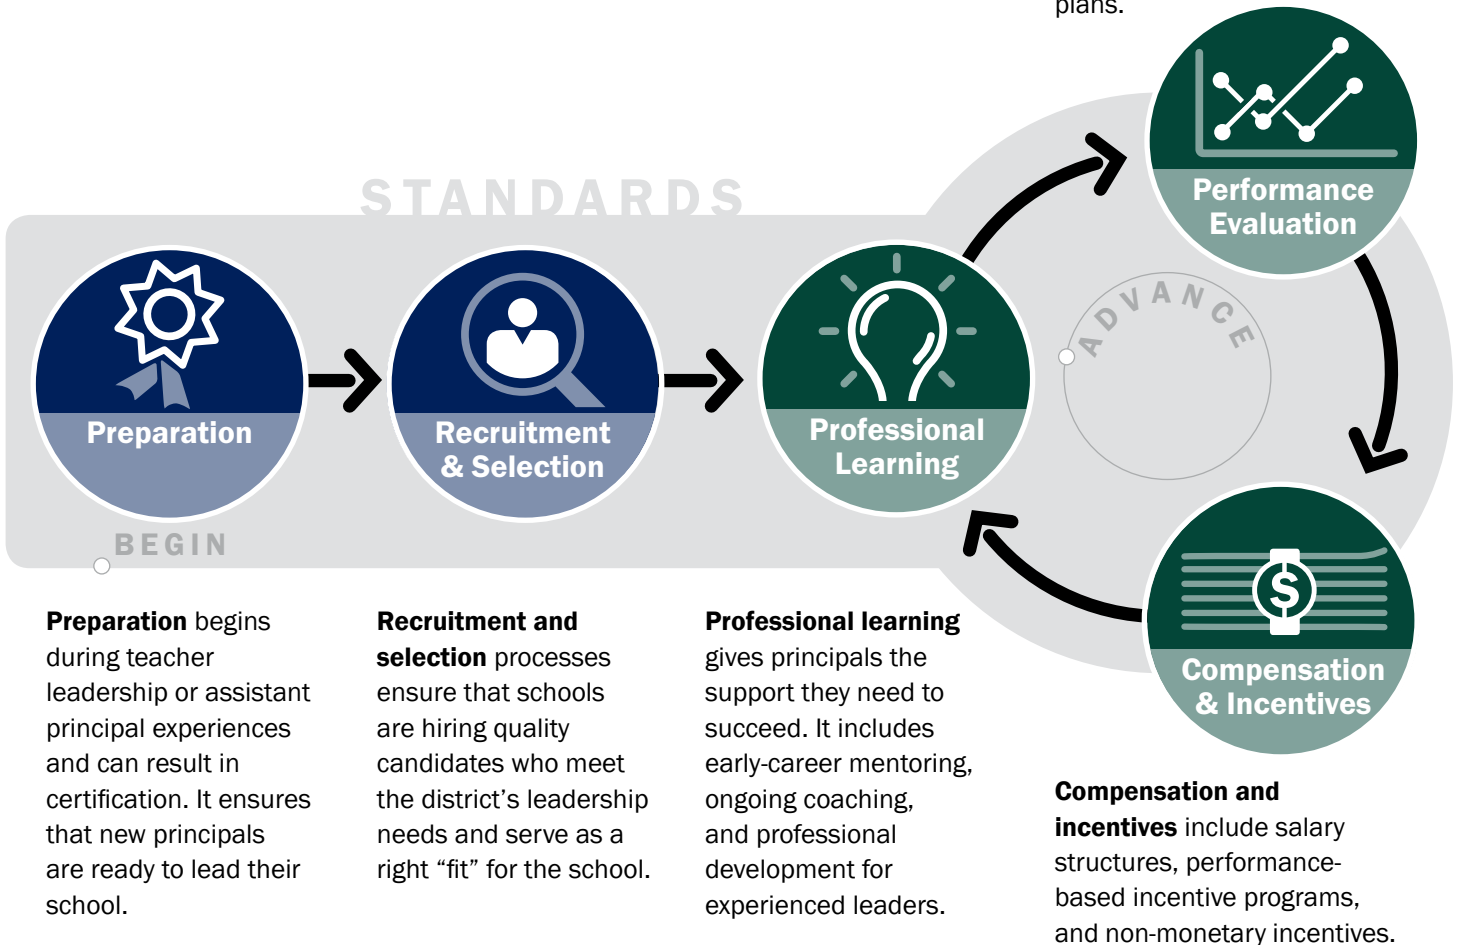 plans.
STANDARDS
Performance
Evaluation
ADVANCE
Preparation
Recruitment
& Selection
Professional
Learning
BEGIN
$
Compensation
& Incentives
Preparation begins
during teacher
leadership or assistant
principal experiences
and can result in
certification. It ensures
that new principals
are ready to lead their
school.
Recruitment and
selection processes
ensure that schools
are hiring quality
candidates who meet
the district’s leadership
needs and serve as a
right “fit” for the school.
Professional learning
gives principals the
support they need to
succeed. It includes
early-career mentoring,
ongoing coaching,
and professional
development for
experienced leaders.
Compensation and
incentives include salary
structures, performance-
based incentive programs,
and non-monetary incentives.